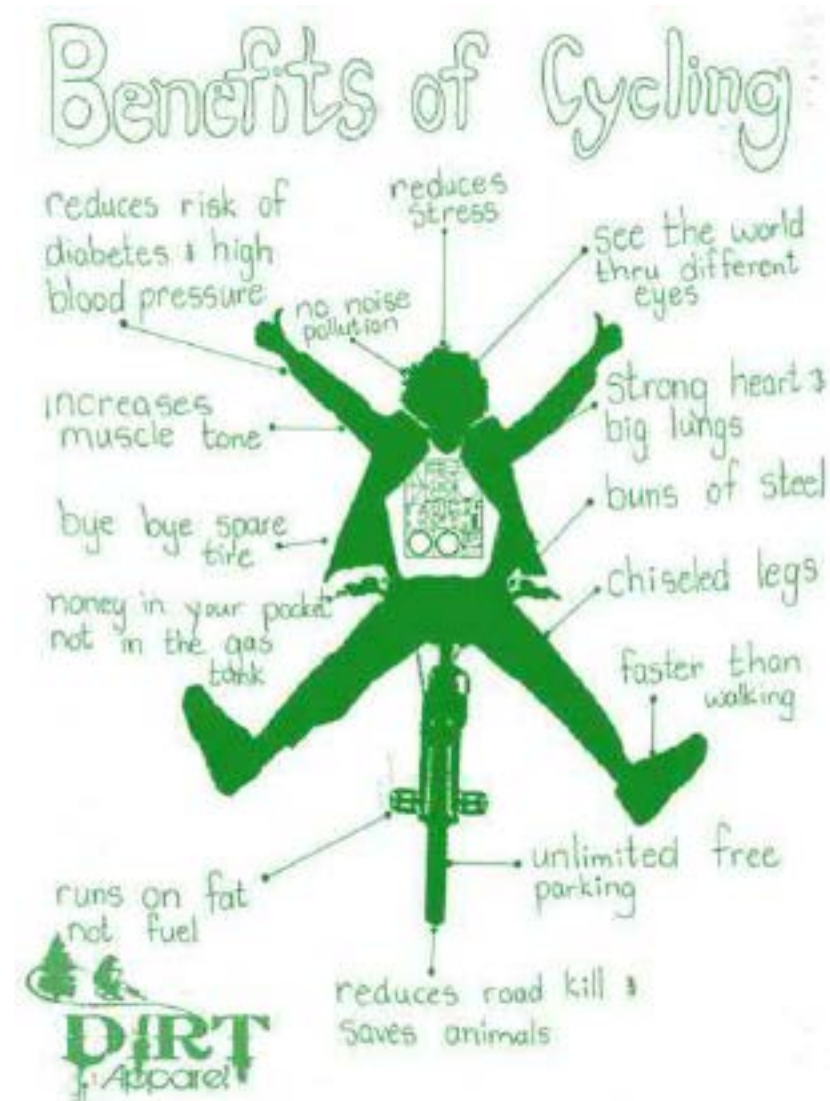 Benefits of Cycling
reduces
stress
reduces risk of
diabetes & high
blood pressure
see the world
thru different
eyes
no noise
pollution
increases
muscle tone
strong heart &
big lungs
bye bye spare
tire
buns of steel
money in your pocket
not in the gas
tank
chiseled legs
faster than
walking
runs on fat
not fuel
unlimited free
parking
reduces road kill &
saves animals
DIRT
Apparel